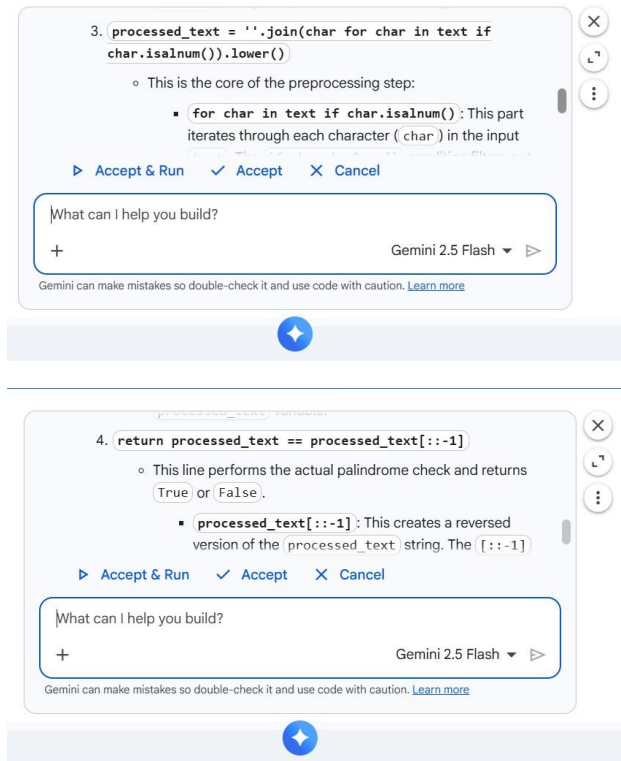 3. processed_text = ''.join(char for char in text if
char.isalnum()).lower()
This is the core of the preprocessing step:
for char in text if char.isalnum() : This part
iterates through each character ( char ) in the input
Accept & Run Accept Cancel
What can I help you build?
Gemini 2.5 Flash
Gemini can make mistakes so double-check it and use code with caution. Learn more
processed_text variable.
4. return processed_text == processed_text[::-1]
This line performs the actual palindrome check and returns
True or False .
processed_text[::-1] : This creates a reversed
version of the processed_text string. The [::-1]
Accept & Run Accept Cancel
What can I help you build?
Gemini 2.5 Flash
Gemini can make mistakes so double-check it and use code with caution. Learn more